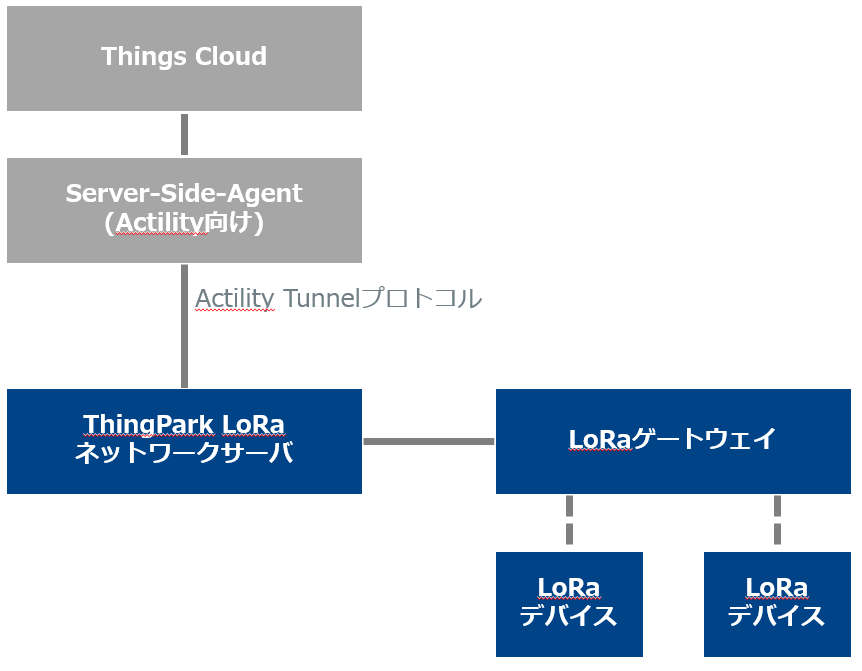 Things Cloud
Server-Side-Agent
(Actility向け)
Actility Tunnelプロトコル
ThingPark LoRa
ネットワークサーバ
LoRaゲートウェイ
LoRa
デバイス
LoRa
デバイス